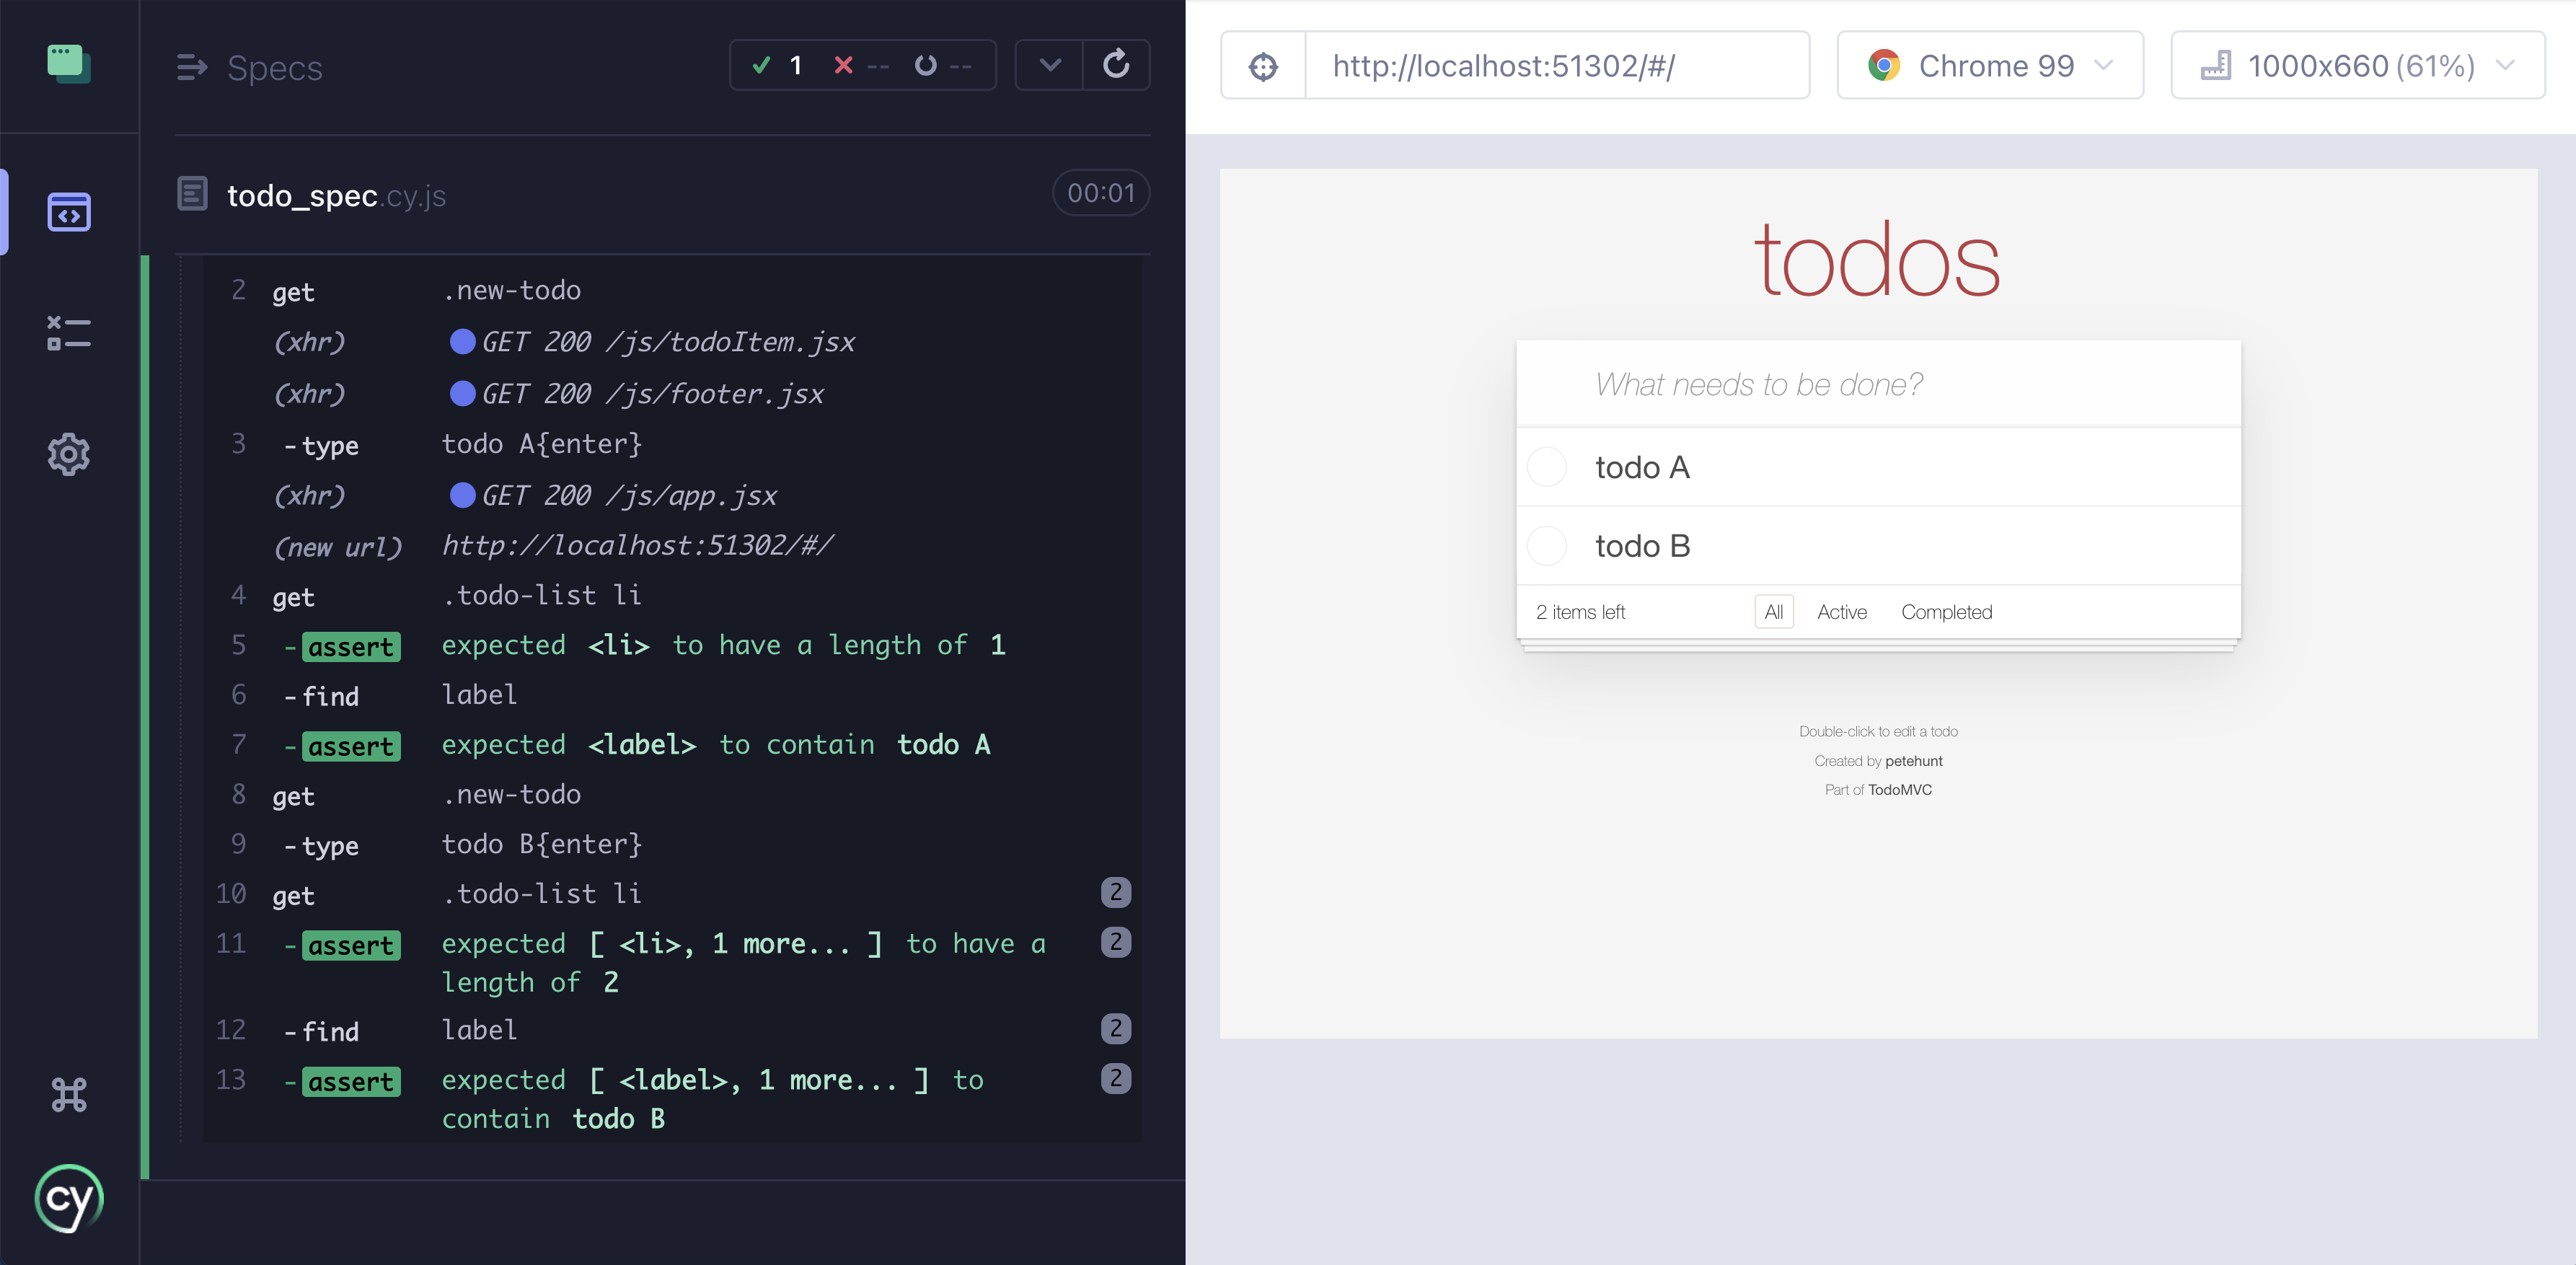 Specs
1 -- --
todo_spec.cy.js 00:01
2 get .new-todo
(xhr) GET 200 /js/todoItem.jsx
(xhr) GET 200 /js/footer.jsx
3 -type todo A{enter}
(xhr) GET 200 /js/app.jsx
(new url) http://localhost:51302/#/
4 get .todo-list li
5 -assert expected <li> to have a length of 1
6 -find label
7 -assert expected <label> to contain todo A
8 get .new-todo
9 -type todo B{enter}
10 get .todo-list li 2
11 -assert expected [ <li>, 1 more... ] to have a 2
length of 2
12 -find label 2
13 -assert expected [ <label>, 1 more... ] to 2
contain todo B
cy
http://localhost:51302/#/ Chrome 99 1000x660 (61%)
todos
What needs to be done?
todo A
todo B
2 items left All Active Completed
Double-click to edit a todo
Created by petehunt
Part of TodoMVC